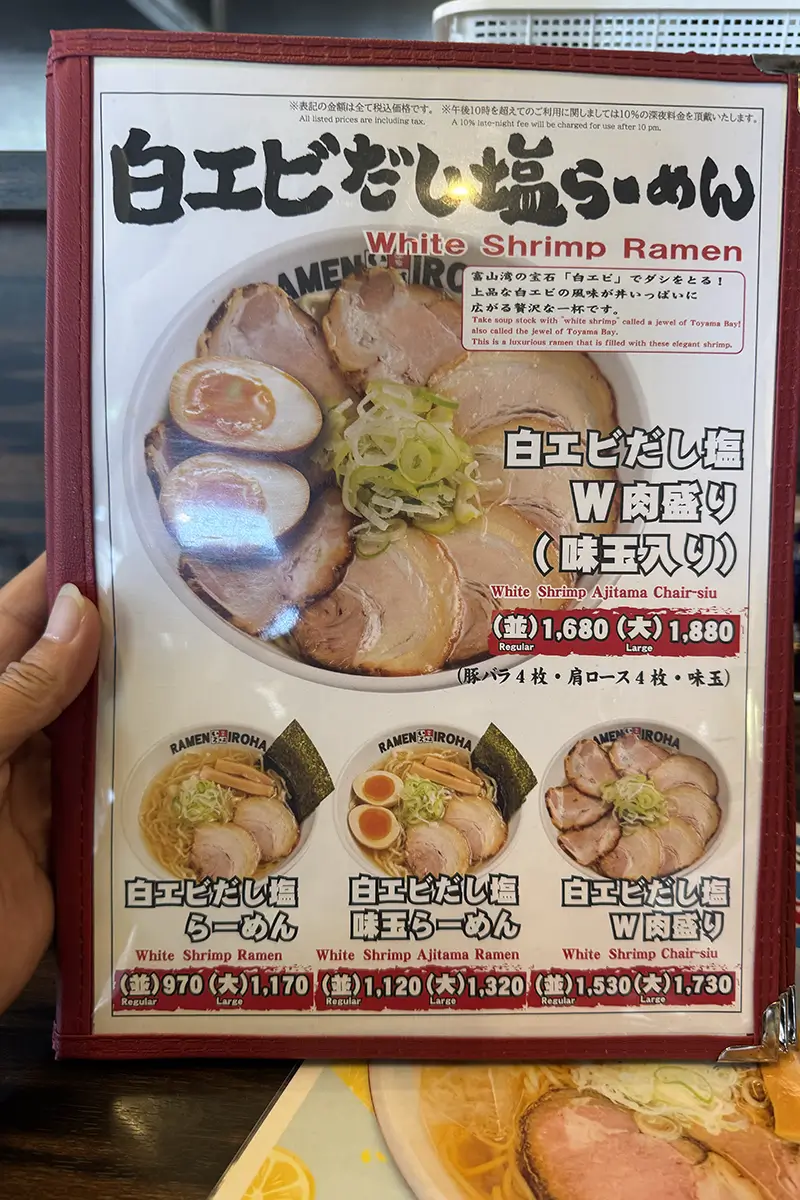 ※表記の金額は全て税込価格です。 ※午後10時を超えてのご利用に関しましては10%の深夜料金を頂戴いたします。
All listed prices are including tax. A 10% late-night fee will be charged for use after 10 pm.
白エビだし塩らーめん
White Shrimp Ramen
富山湾の宝石「白エビ」でダシをとる!
上品な白エビの風味が丼いっぱいに
広がる贅沢な一杯です。
Take soup stock with "white shrimp" called a jewel of Toyama Bay!
also called the jewel of Toyama Bay.
This is a luxurious ramen that is filled with these elegant shrimp.
白エビだし塩
W肉盛り
(味玉入り)
White Shrimp Ajitama Chair-siu
(並)1,680 (大)1,880
Regular Large
(豚バラ4枚・肩ロース4枚・味玉)
RAMEN IROHA
白エビだし塩
らーめん
White Shrimp Ramen
(並)970 (大)1,170
Regular Large
RAMEN IROHA
白エビだし塩
味玉らーめん
White Shrimp Ajitama Ramen
(並)1,120 (大)1,320
Regular Large
RAMEN IROHA
白エビだし塩
W肉盛り
White Shrimp Chair-siu
(並)1,530 (大)1,730
Regular Large